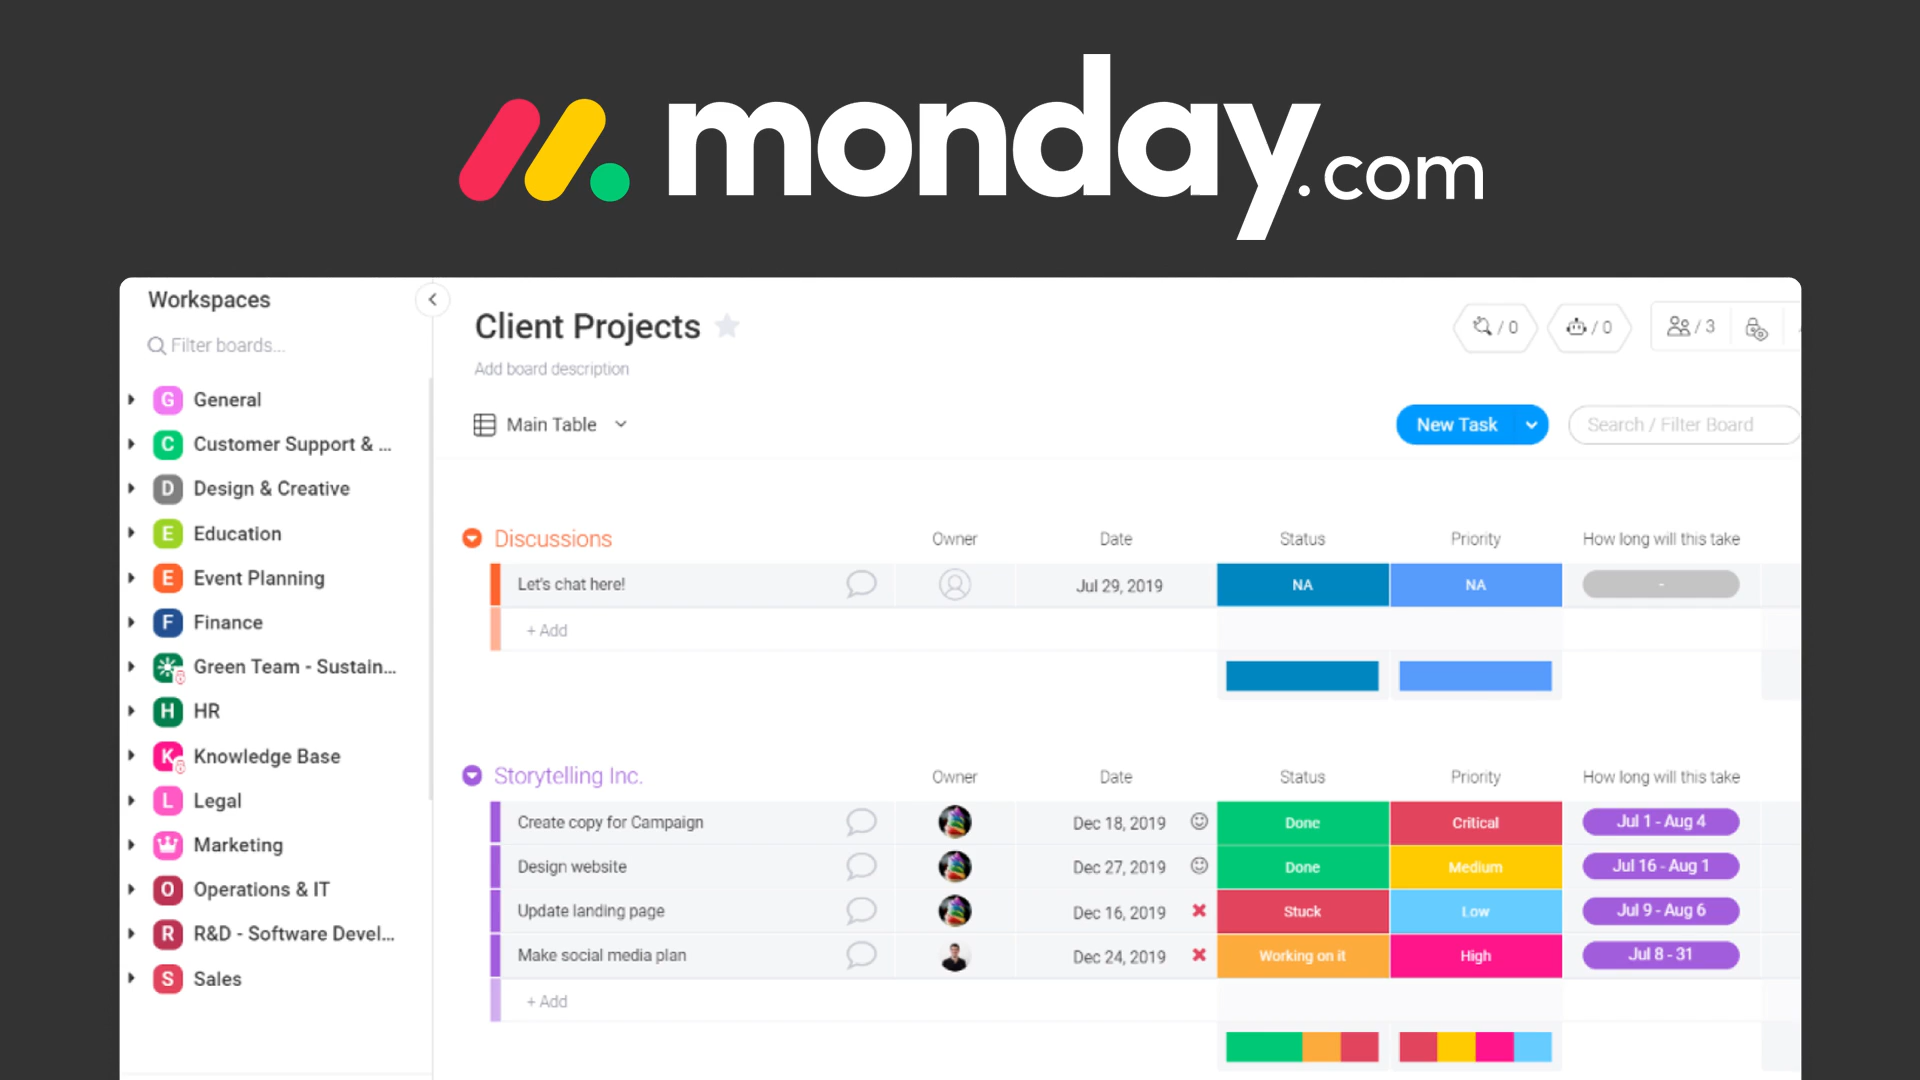 monday.com
Workspaces
Filter boards...
G General
C Customer Support & ...
D Design & Creative
E Education
E Event Planning
F Finance
Green Team - Sustain...
H HR
K Knowledge Base
L Legal
Marketing
O Operations & IT
R R&D - Software Devel...
S Sales
Client Projects
/ 0 / 0 / 3
Add board description
Main Table New Task Search / Filter Board
Discussions Owner Date Status Priority How long will this take
Let's chat here! Jul 29, 2019 NA NA -
+ Add
Storytelling Inc. Owner Date Status Priority How long will this take
Create copy for Campaign Dec 18, 2019 Done Critical Jul 1 - Aug 4
Design website Dec 27, 2019 Done Medium Jul 16 - Aug 1
Update landing page Dec 16, 2019 Stuck Low Jul 9 - Aug 6
Make social media plan Dec 24, 2019 Working on it High Jul 8 - 31
+ Add